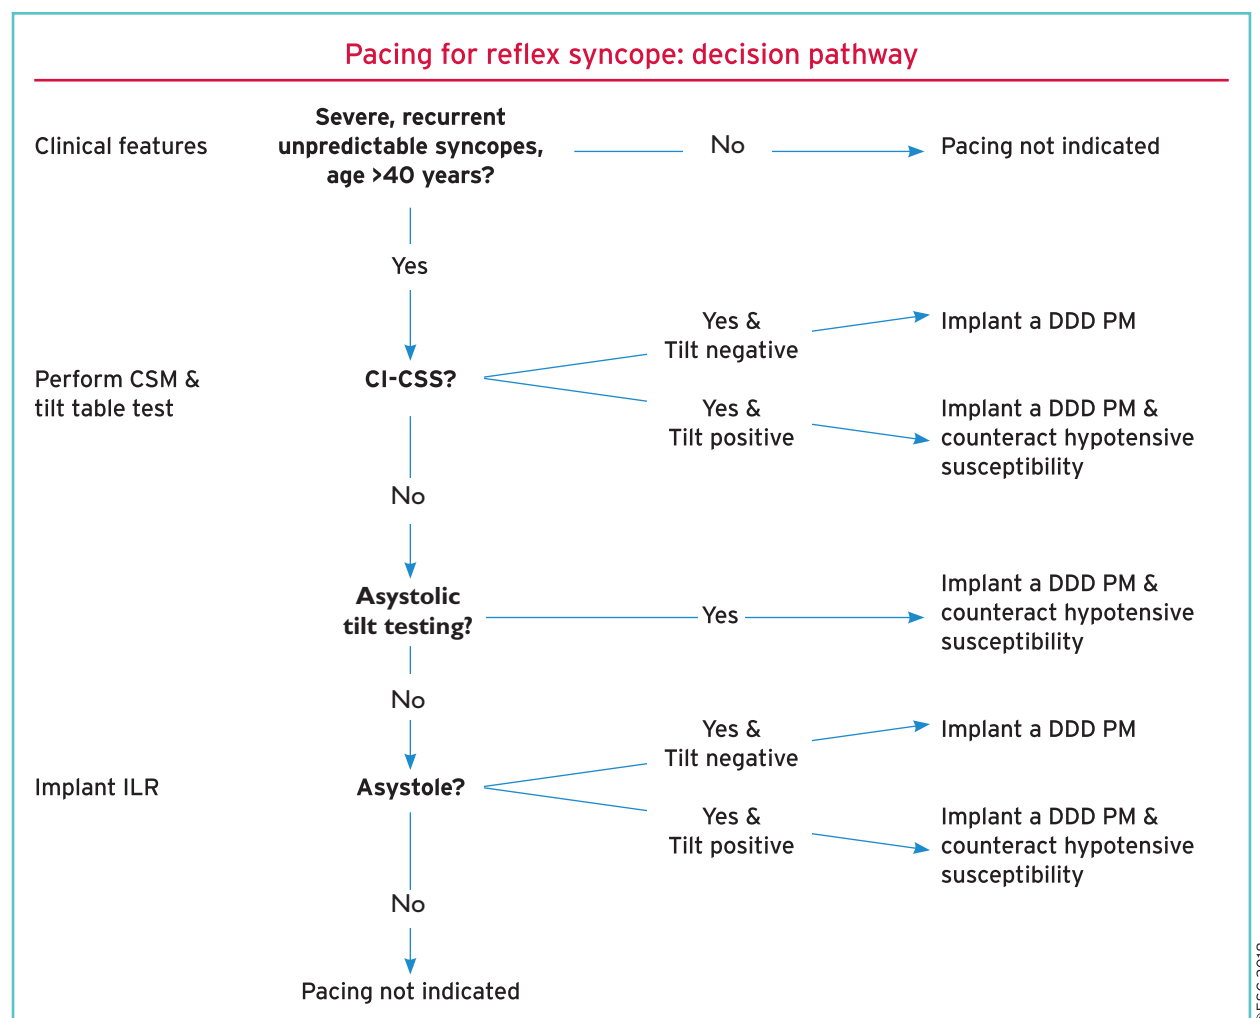 Pacing for reflex syncope: decision pathway
Clinical features
Severe, recurrent
unpredictable syncopes,
age >40 years?
No
Pacing not indicated
Yes
Perform CSM &
tilt table test
CI-CSS?
Yes &
Tilt negative
Implant a DDD PM
Yes &
Tilt positive
Implant a DDD PM &
counteract hypotensive
susceptibility
No
Asystolic
tilt testing?
Yes
Implant a DDD PM &
counteract hypotensive
susceptibility
No
Implant ILR
Asystole?
Yes &
Tilt negative
Implant a DDD PM
Yes &
Tilt positive
Implant a DDD PM &
counteract hypotensive
susceptibility
No
Pacing not indicated